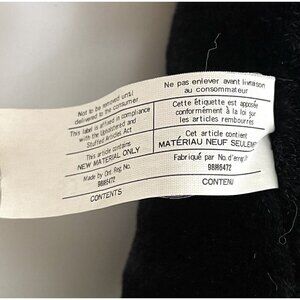 Not to be removed until
delivered to the consumer
This label is affixed in compliance
with the Upholstered and
Stuffed Articles Act
This article contains
NEW MATERIAL ONLY
Made by Ont. Reg. No.
98H6472
CONTENTS
Ne pas enlever avant livraison
au consommateur
Cette étiquette est apposée
conformément à la loi sur
les articles rembourrés
Cet article contient
MATÉRIAU NEUF SEULEME
Fabriqué par No. d'enreg
98H6472
CONTENU